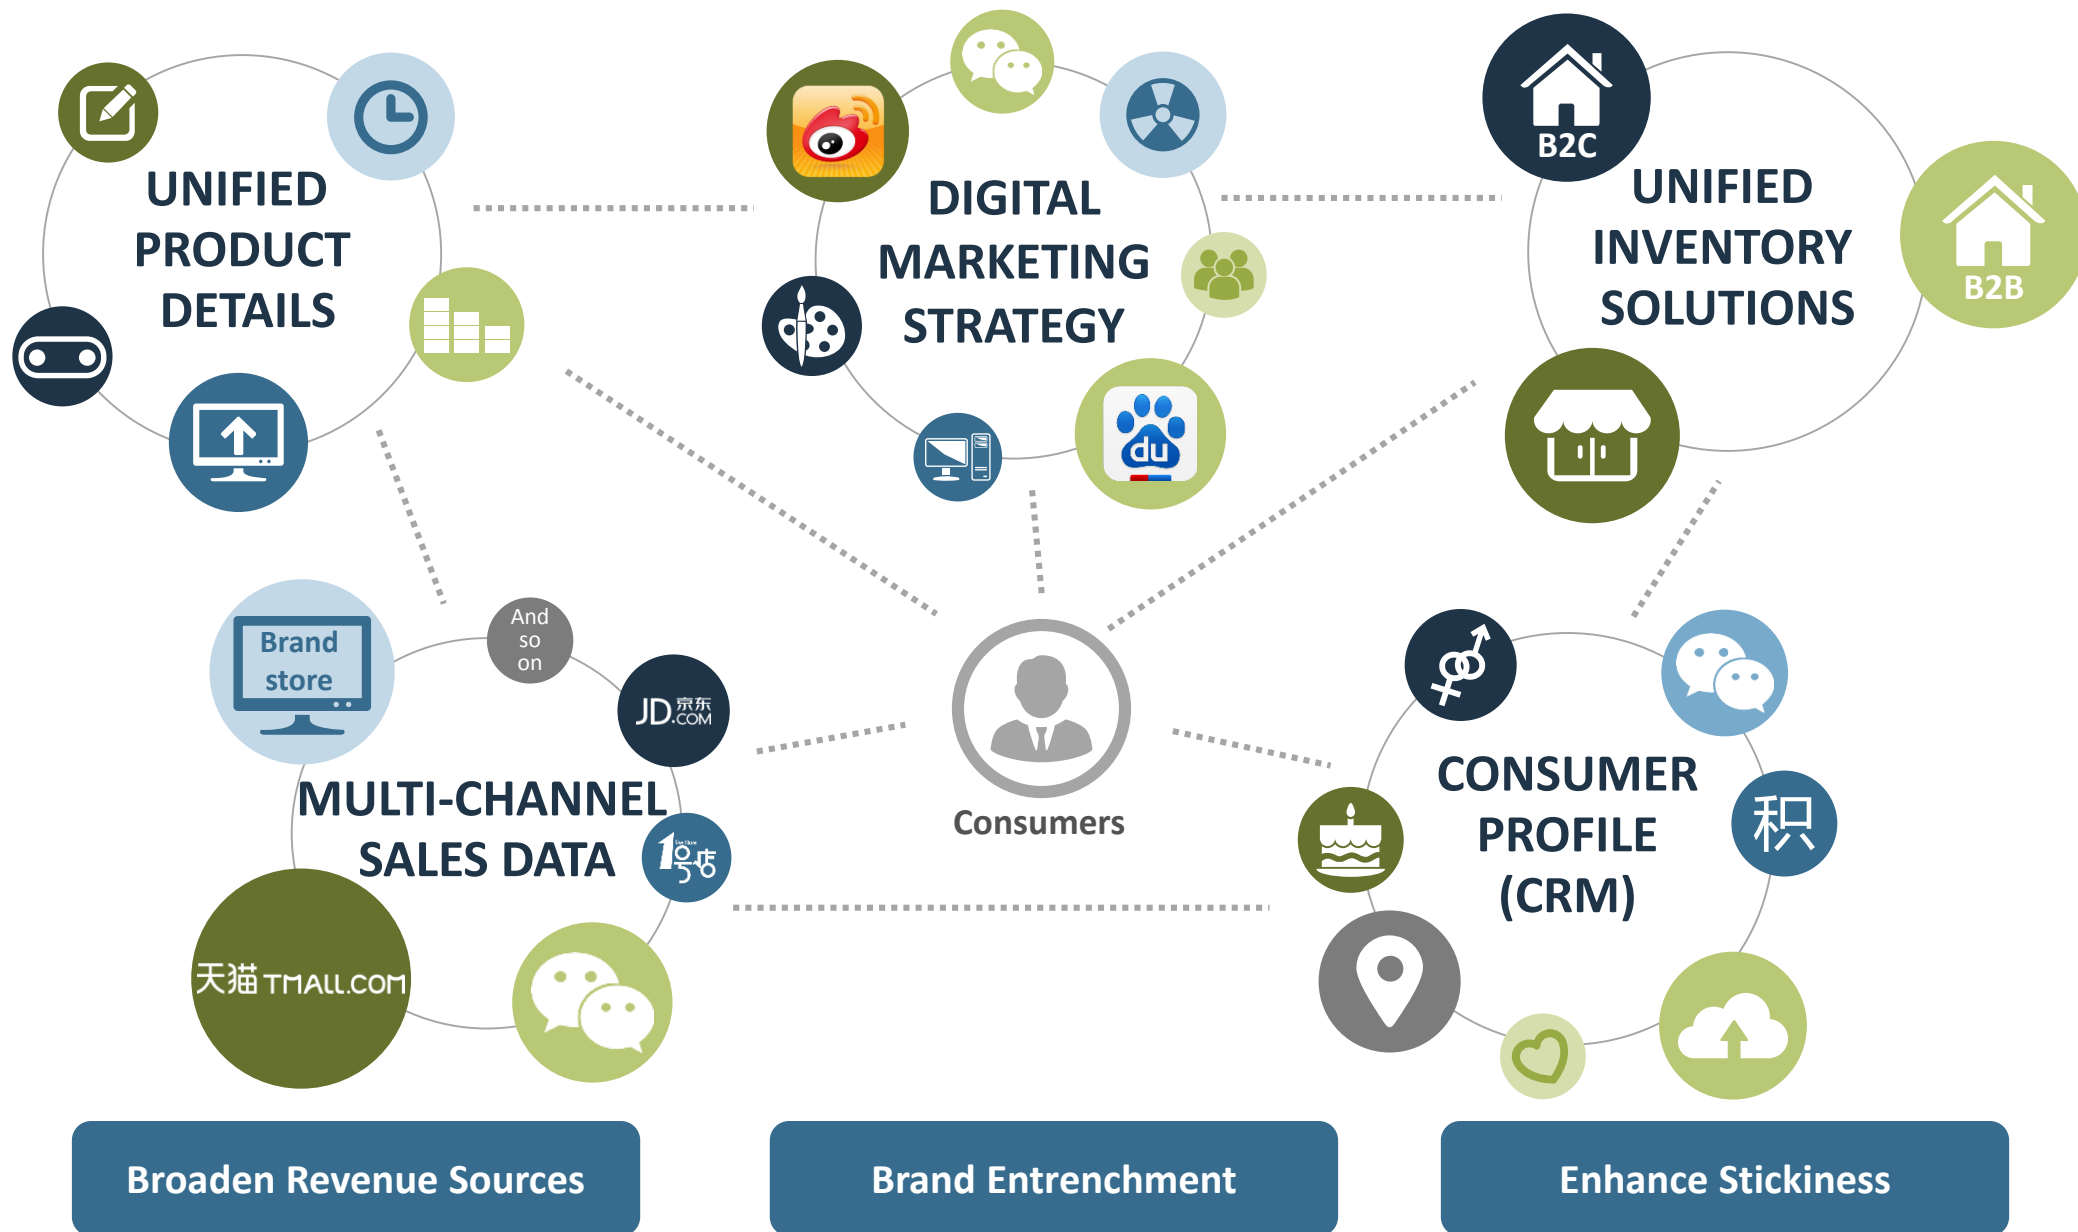 UNIFIED
PRODUCT
DETAILS
DIGITAL
MARKETING
STRATEGY
du
B2C
UNIFIED
INVENTORY
SOLUTIONS
B2B
Brand
store
And
so
on
JD京东
.COM
MULTI-CHANNEL
SALES DATA
1号店
天猫 TMALL.COM
Consumers
CONSUMER
PROFILE
(CRM)
积
Broaden Revenue Sources
Brand Entrenchment
Enhance Stickiness